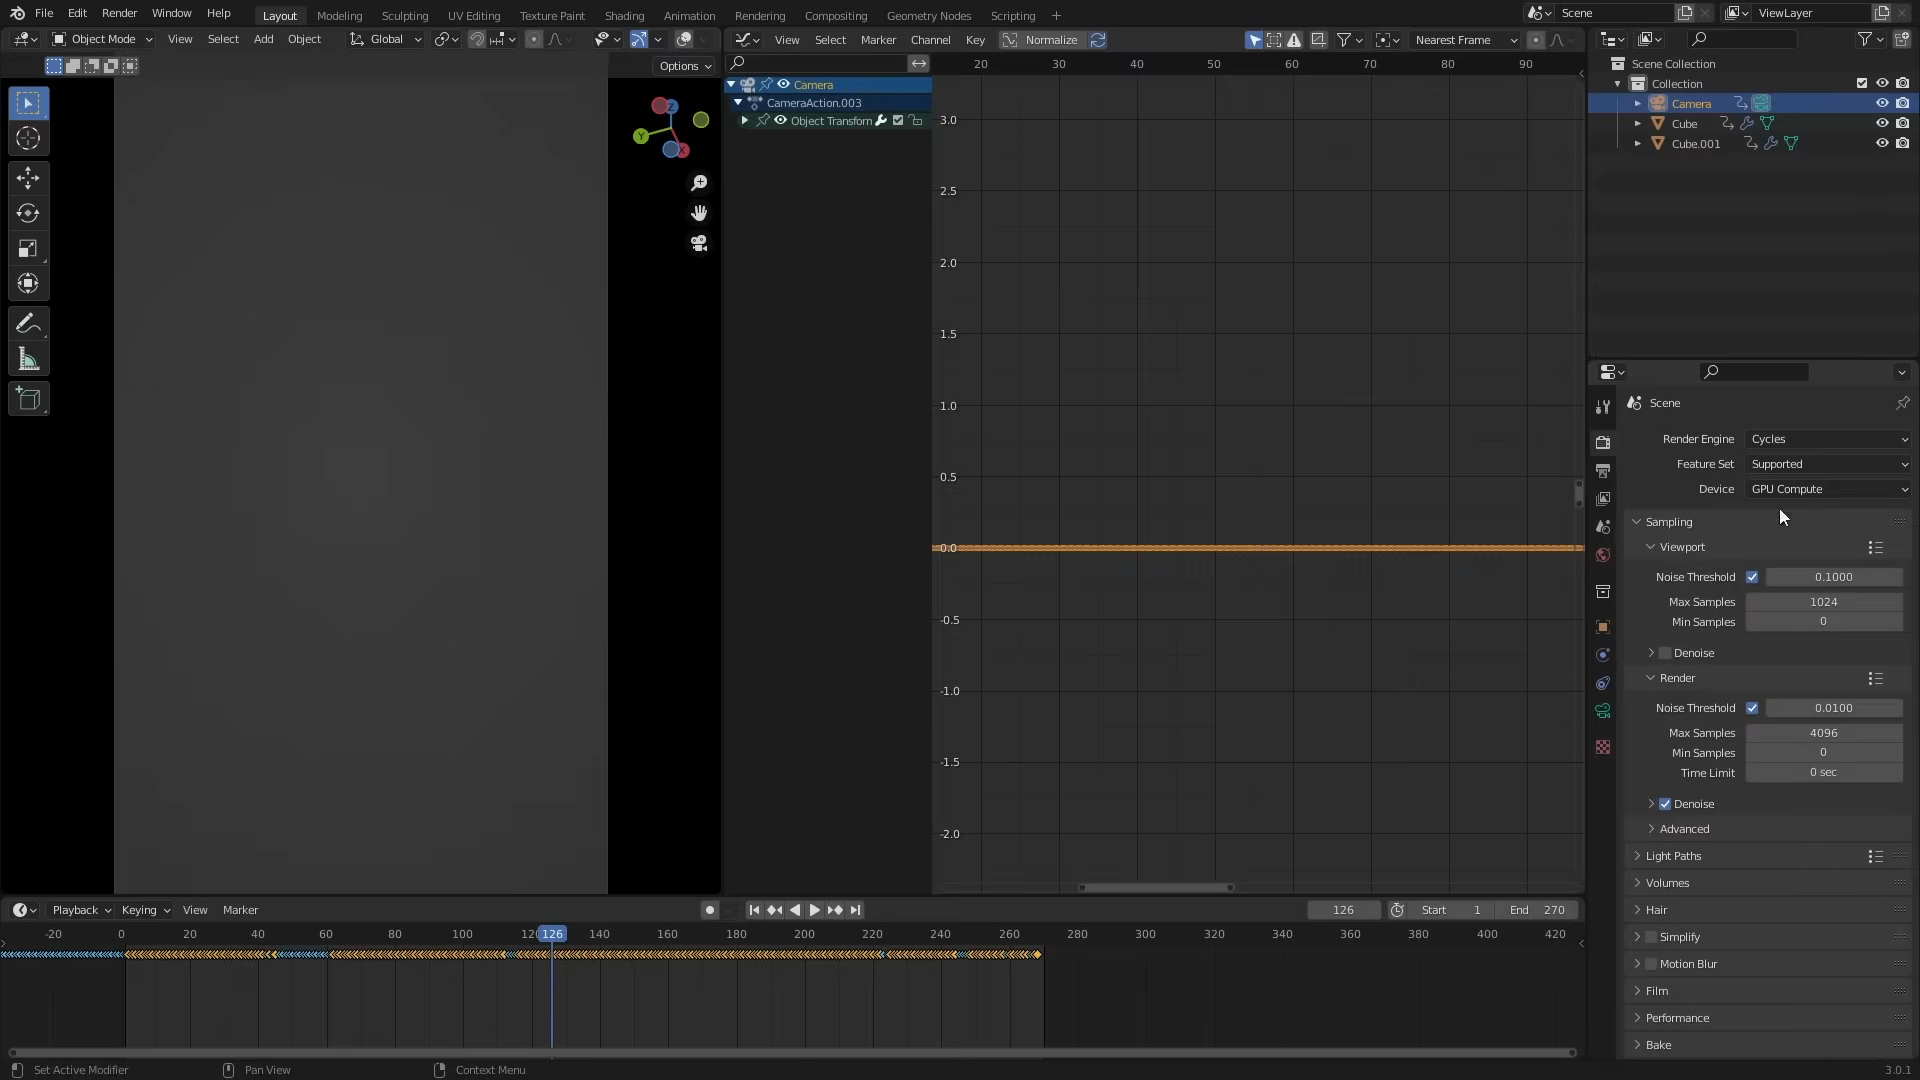 File Edit Render Window Help Layout Modeling Sculpting UV Editing Texture Paint Shading Animation Rendering Compositing Geometry Nodes Scripting + Scene ViewLayer
Object Mode View Select Add Object Global View Select Marker Channel Key Normalize Nearest Frame
Options
20 30 40 50 60 70 80 90
Camera
CameraAction.003
Object Transform
3.0
2.5
2.0
1.5
1.0
0.5
0.0
-0.5
-1.0
-1.5
-2.0
Y
Scene Collection
Collection
Camera
Cube
Cube.001
Scene
Render Engine Cycles
Feature Set Supported
Device GPU Compute
Sampling
Viewport
Noise Threshold 0.1000
Max Samples 1024
Min Samples 0
Denoise
Render
Noise Threshold 0.0100
Max Samples 4096
Min Samples 0
Time Limit 0 sec
Denoise
Advanced
Light Paths
Volumes
Hair
Simplify
Motion Blur
Film
Performance
Bake
Playback Keying View Marker 126 Start 1 End 270
-20 0 20 40 60 80 100 120 126 140 160 180 200 220 240 260 280 300 320 340 360 380 400 420
Set Active Modifier Pan View Context Menu 3.0.1